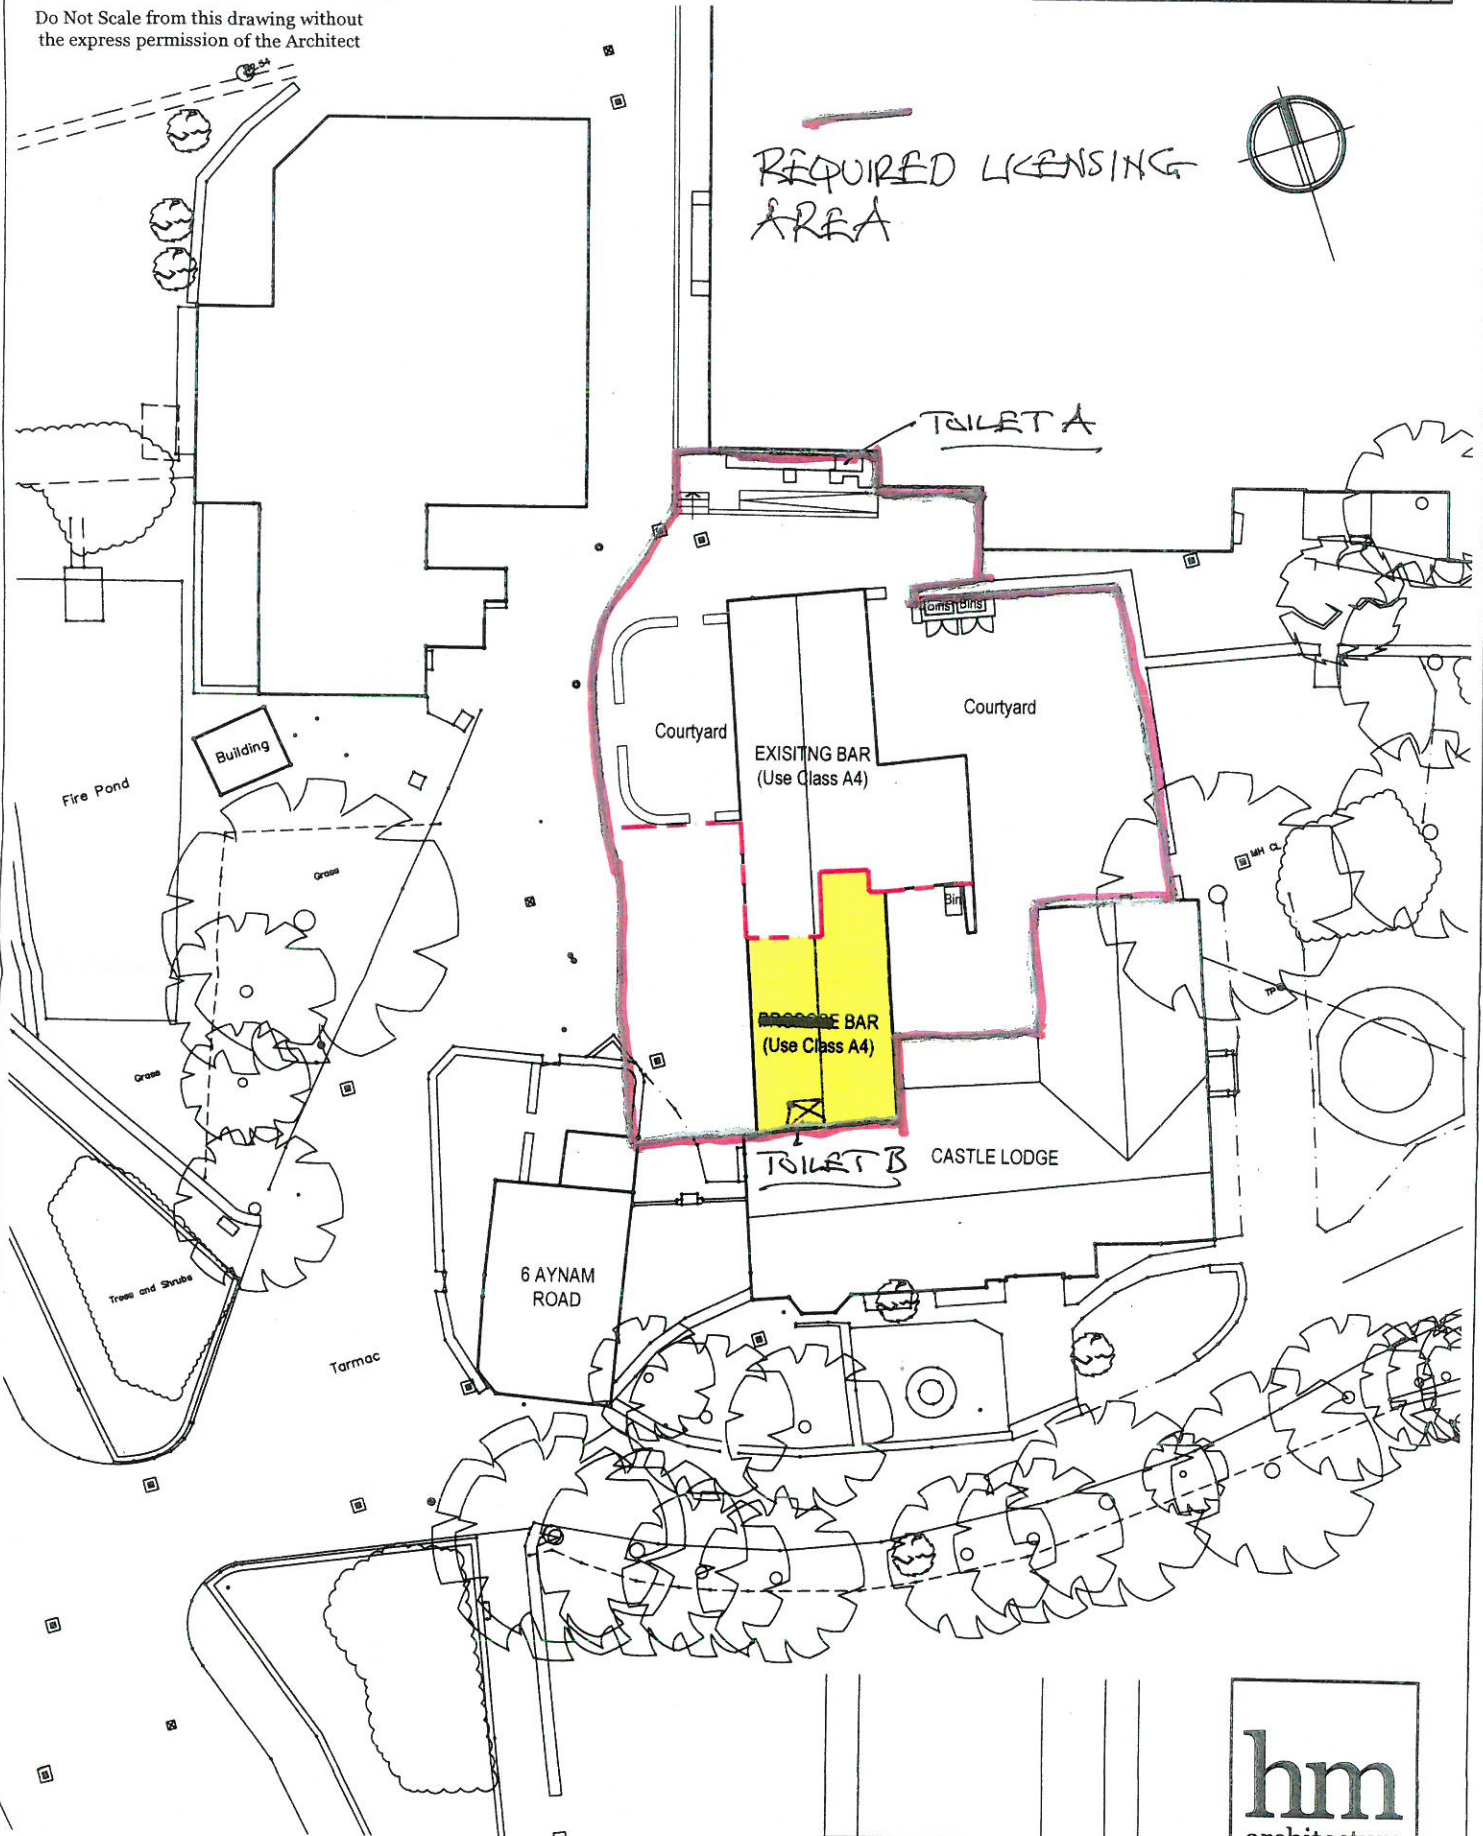 Do Not Scale from this drawing without
the express permission of the Architect
REQUIRED LICENSING
AREA
TOILET A
Bins Bins
Courtyard
Courtyard
EXISITNG BAR
(Use Class A4)
Building
Fire Pond
Grass
MH CL
Bin
TP
BAR
(Use Class A4)
Grass
TOILET B
CASTLE LODGE
6 AYNAM
ROAD
Trees and Shrubs
Tarmac
hm